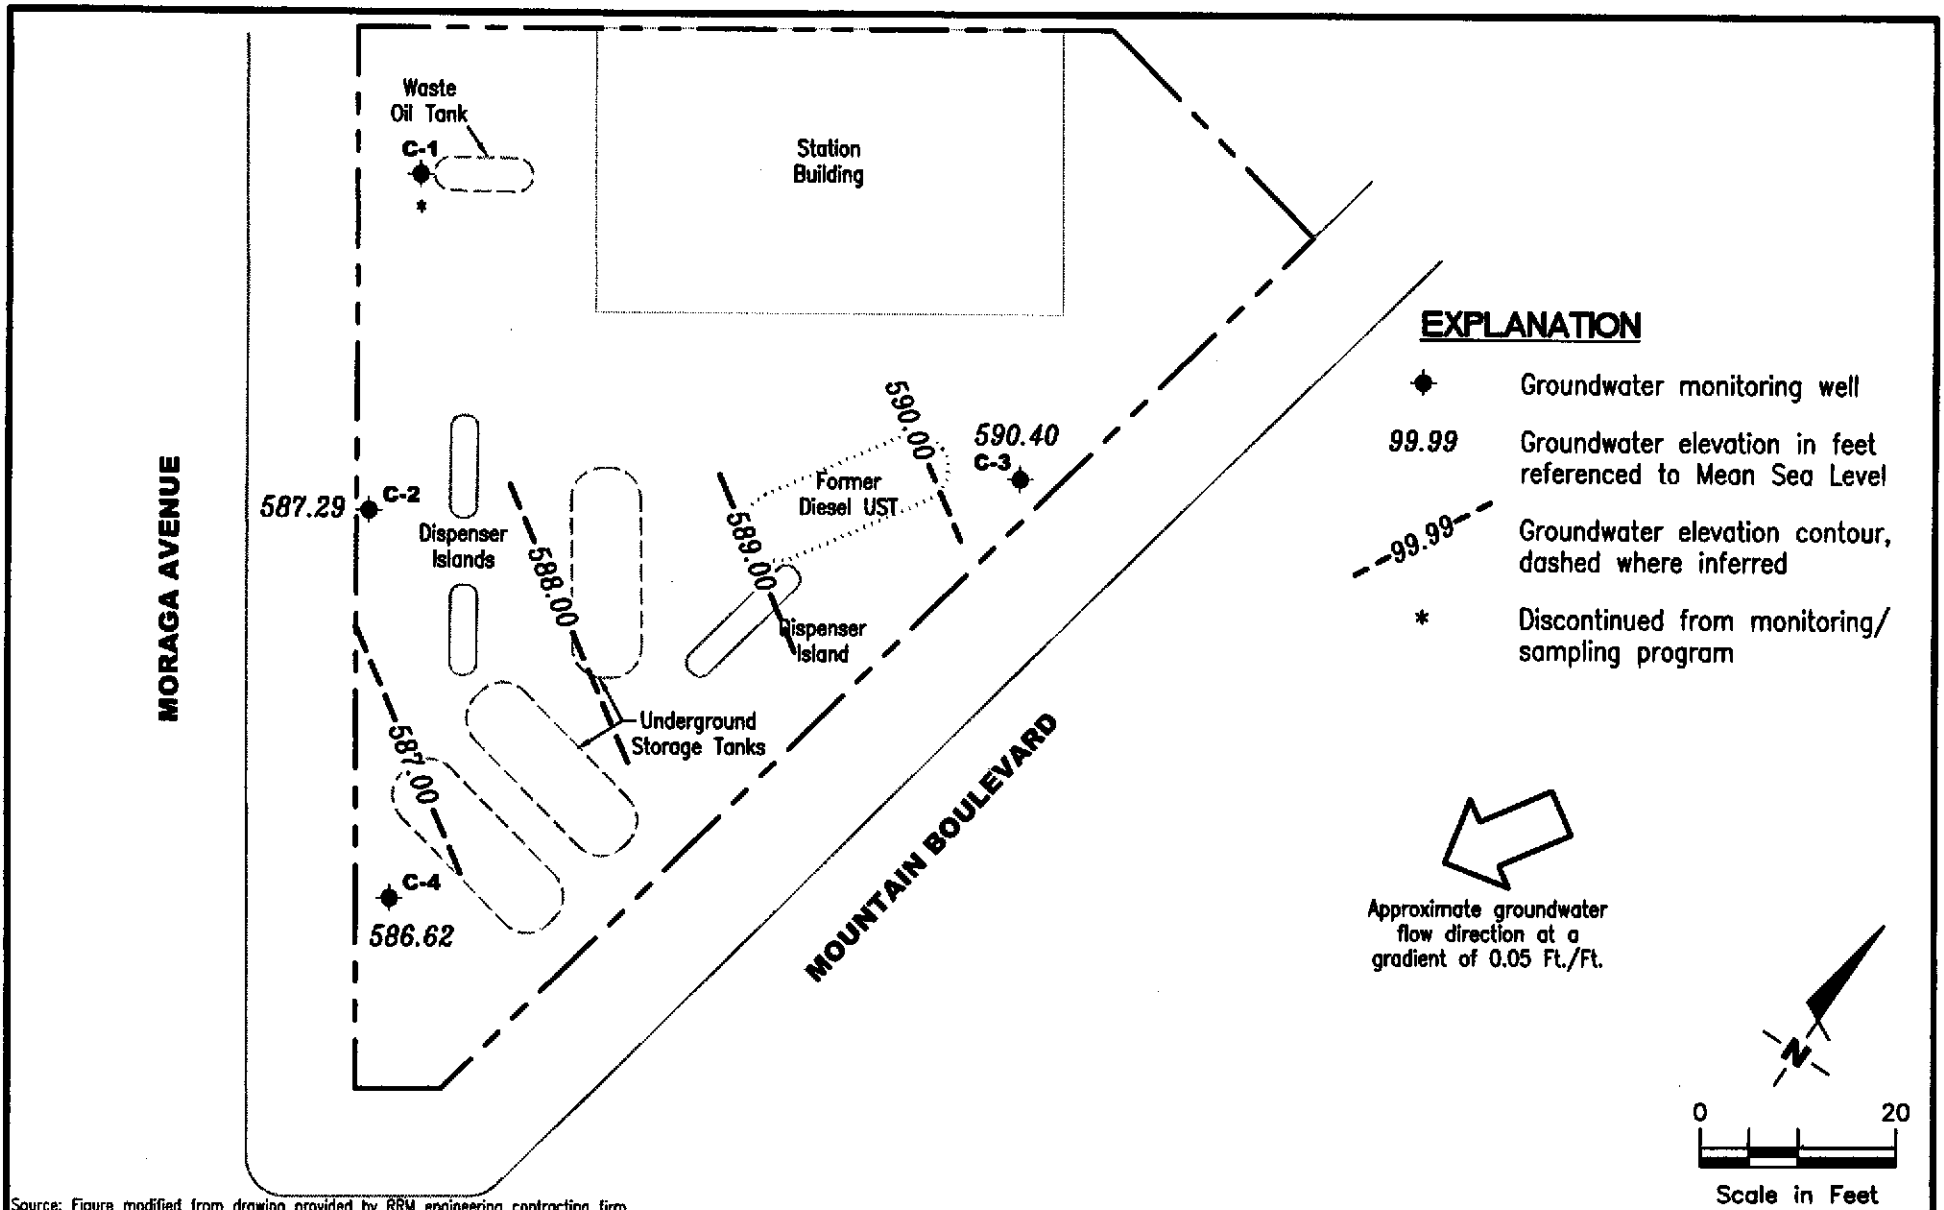 Waste
Oil Tank
C-1
*
Station
Building
EXPLANATION
Groundwater monitoring well
99.99
Groundwater elevation in feet
referenced to Mean Sea Level
99.99
Groundwater elevation contour,
dashed where inferred
*
Discontinued from monitoring/
sampling program
MORAGA AVENUE
587.29
C-2
Dispenser
Islands
588.00
589.00
Former
Diesel UST
590.00
590.40
C-3
Dispenser
Island
Underground
Storage Tanks
587.00
C-4
586.62
MOUNTAIN BOULEVARD
Approximate groundwater
flow direction at a
gradient of 0.05 Ft./Ft.
N
0 20
Scale in Feet
Source: Figure modified from drawing provided by RRM engineering contracting firm